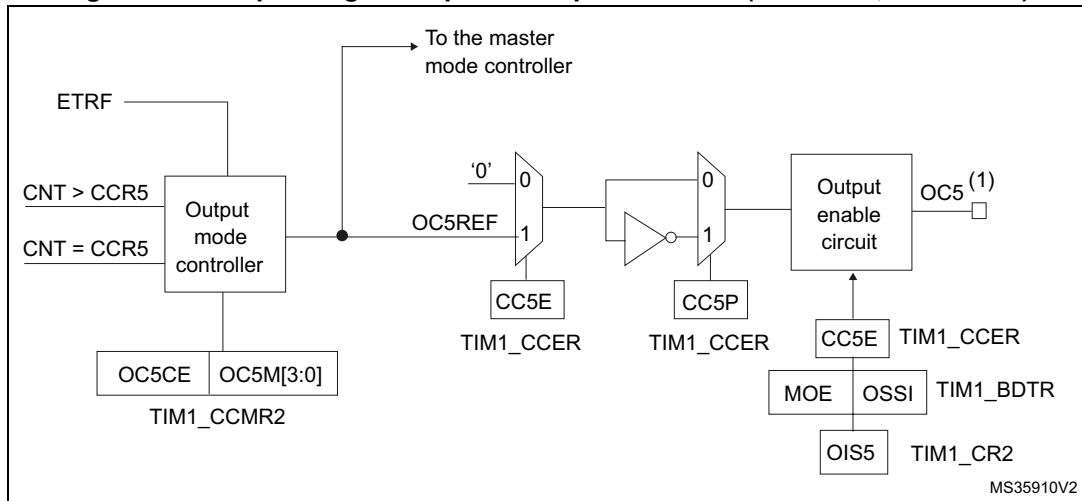 To the master
mode controller
ETRF
CNT > CCR5
CNT = CCR5
Output
mode
controller
OC5REF
‘0’
0
1
0
1
Output
enable
circuit
OC5 (1)
CC5E
TIM1_CCER
CC5P
TIM1_CCER
CC5E
TIM1_CCER
OC5CE OC5M[3:0]
TIM1_CCMR2
MOE OSSI
TIM1_BDTR
OIS5
TIM1_CR2
MS35910V2